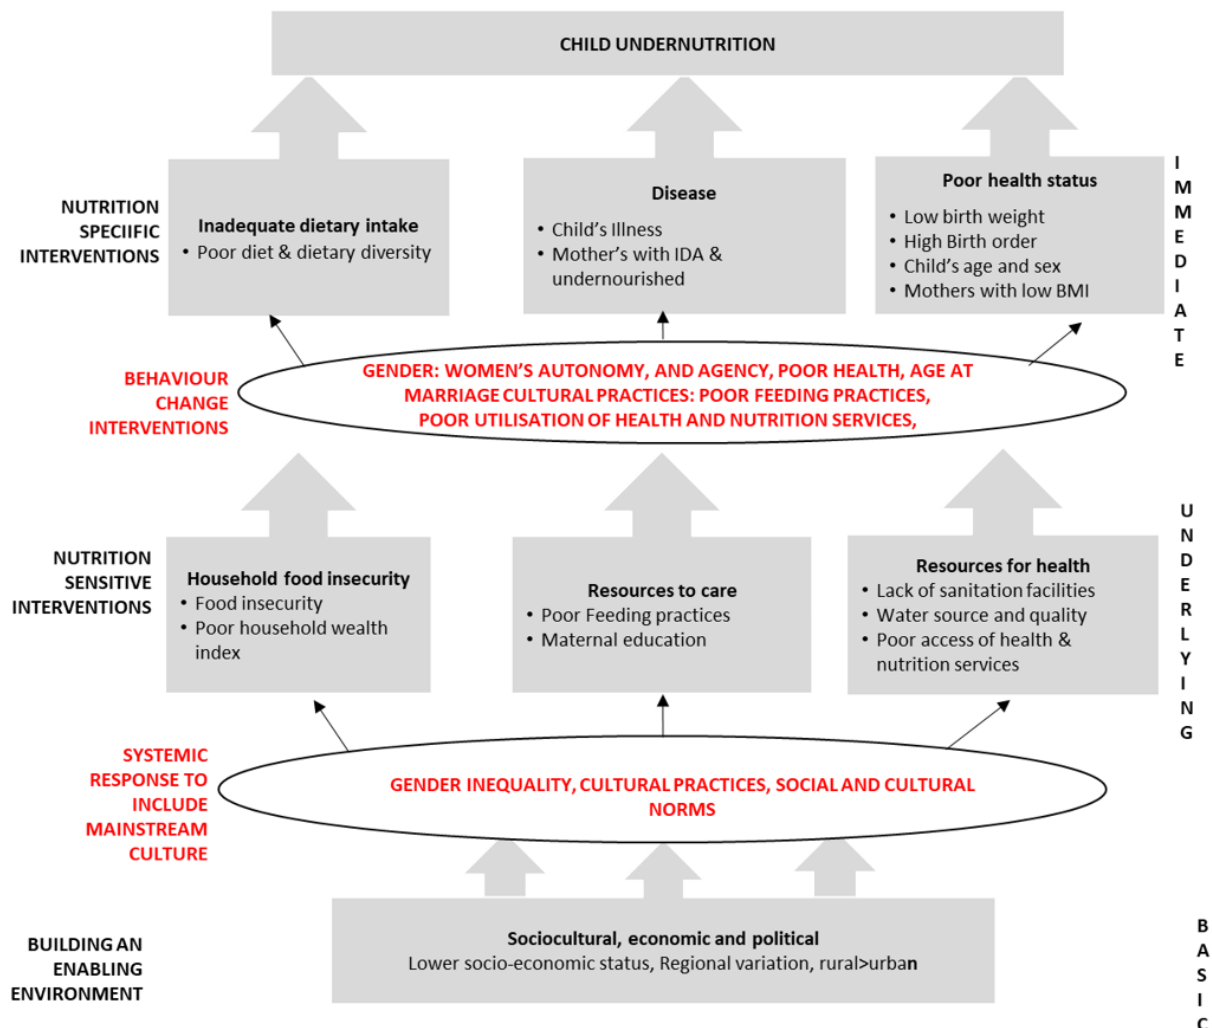 CHILD UNDERNUTRITION
NUTRITION
SPECIIFIC
INTERVENTIONS
Inadequate dietary intake
• Poor diet & dietary diversity
Disease
• Child's Illness
• Mother's with IDA &
undernourished
Poor health status
• Low birth weight
• High Birth order
• Child's age and sex
• Mothers with low BMI
I
M
M
E
D
I
A
T
E
BEHAVIOUR
CHANGE
INTERVENTIONS
GENDER: WOMEN'S AUTONOMY, AND AGENCY, POOR HEALTH, AGE AT
MARRIAGE CULTURAL PRACTICES: POOR FEEDING PRACTICES,
POOR UTILISATION OF HEALTH AND NUTRITION SERVICES,
NUTRITION
SENSITIVE
INTERVENTIONS
Household food insecurity
• Food insecurity
• Poor household wealth
index
Resources to care
• Poor Feeding practices
• Maternal education
Resources for health
• Lack of sanitation facilities
• Water source and quality
• Poor access of health &
nutrition services
U
N
D
E
R
L
Y
I
N
G
SYSTEMIC
RESPONSE TO
INCLUDE
MAINSTREAM
CULTURE
GENDER INEQUALITY, CULTURAL PRACTICES, SOCIAL AND CULTURAL
NORMS
BUILDING AN
ENABLING
ENVIRONMENT
Sociocultural, economic and political
Lower socio-economic status, Regional variation, rural>urban
B
A
S
I
C